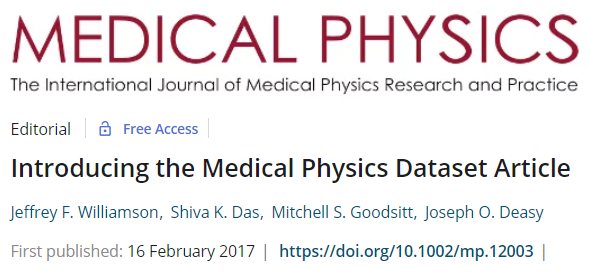 MEDICAL PHYSICS
The International Journal of Medical Physics Research and Practice
Editorial | Free Access |
Introducing the Medical Physics Dataset Article
Jeffrey F. Williamson, Shiva K. Das, Mitchell S. Goodsitt, Joseph O. Deasy
First published: 16 February 2017 | https://doi.org/10.1002/mp.12003 |